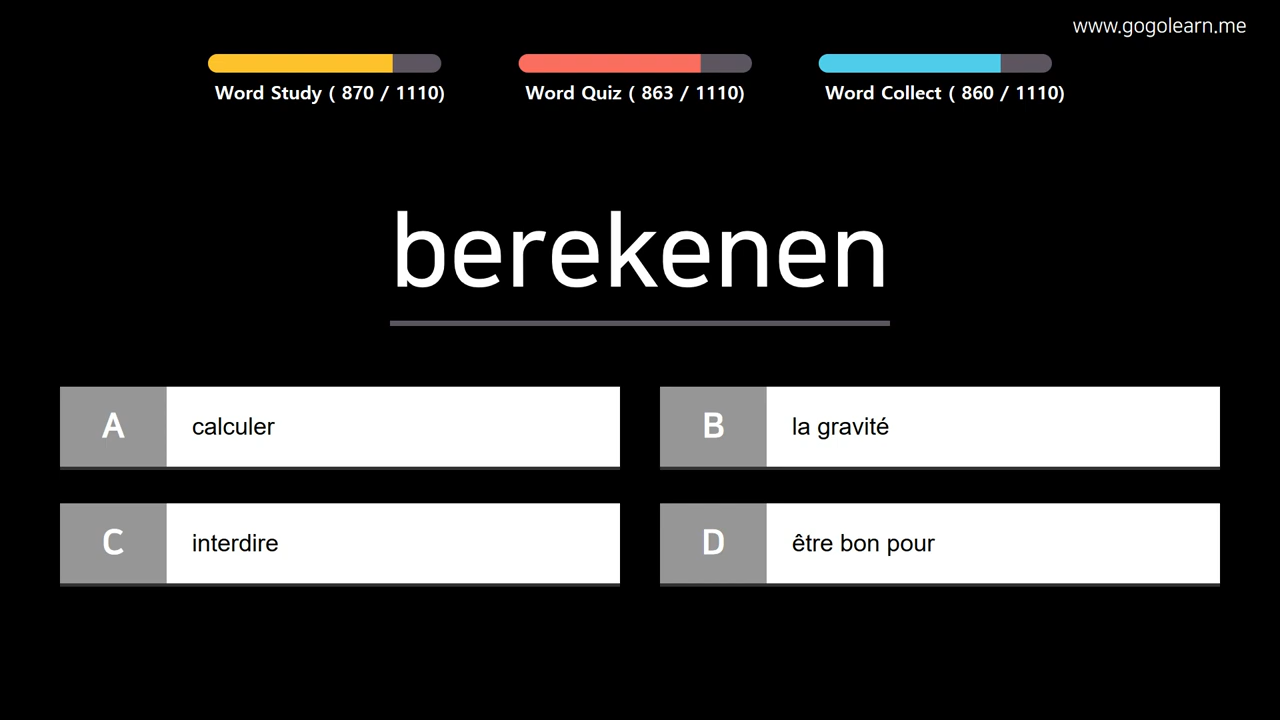 www.gogolearn.me
Word Study ( 870 / 1110)
Word Quiz ( 863 / 1110)
Word Collect ( 860 / 1110)
berekenen
A calculer
B la gravité
C interdire
D être bon pour